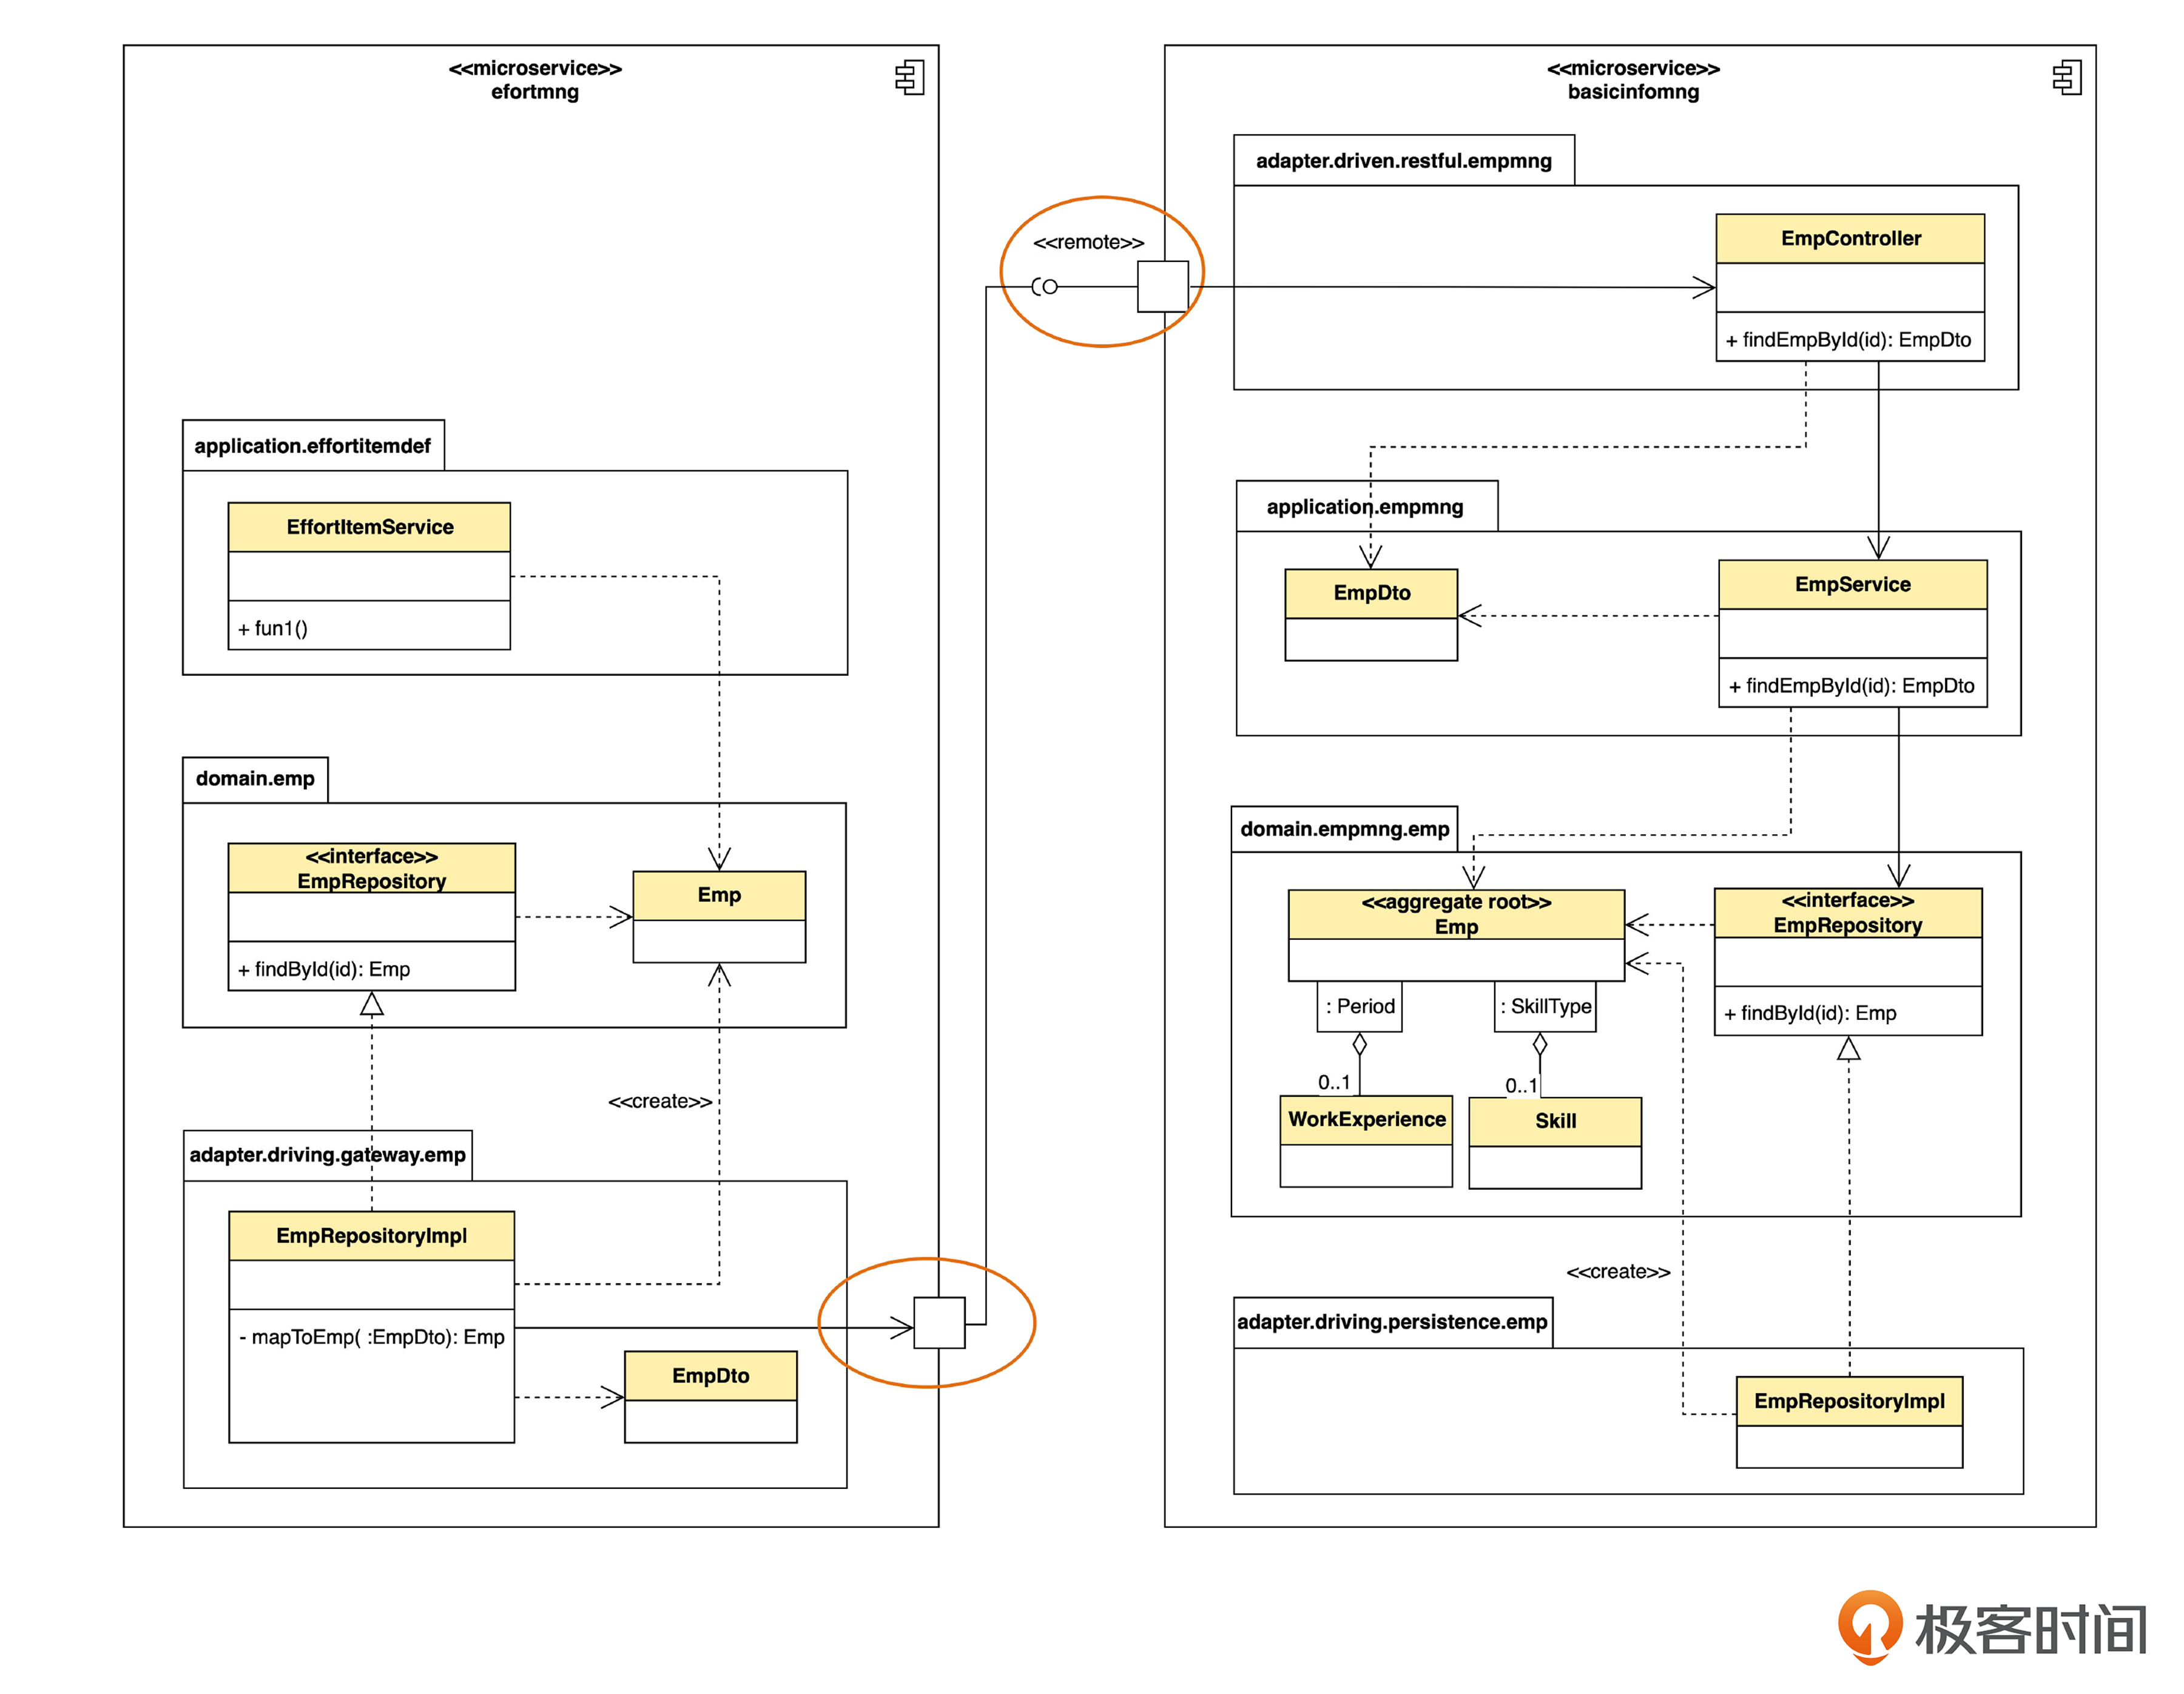 <<microservice>>
efortmng
application.effortitemdef
EffortItemService
+ fun1()
domain.emp
<<interface>>
EmpRepository
+ findById(id): Emp
Emp
<<create>>
adapter.driving.gateway.emp
EmpRepositoryImpl
- mapToEmp( :EmpDto): Emp
EmpDto
<<remote>>
<<microservice>>
basicinfomng
adapter.driven.restful.empmng
EmpController
+ findEmpById(id): EmpDto
application.empmng
EmpDto
EmpService
+ findEmpById(id): EmpDto
domain.empmng.emp
<<aggregate root>>
Emp
<<interface>>
EmpRepository
+ findById(id): Emp
: Period
: SkillType
0..1
0..1
WorkExperience
Skill
<<create>>
adapter.driving.persistence.emp
EmpRepositoryImpl
极客时间